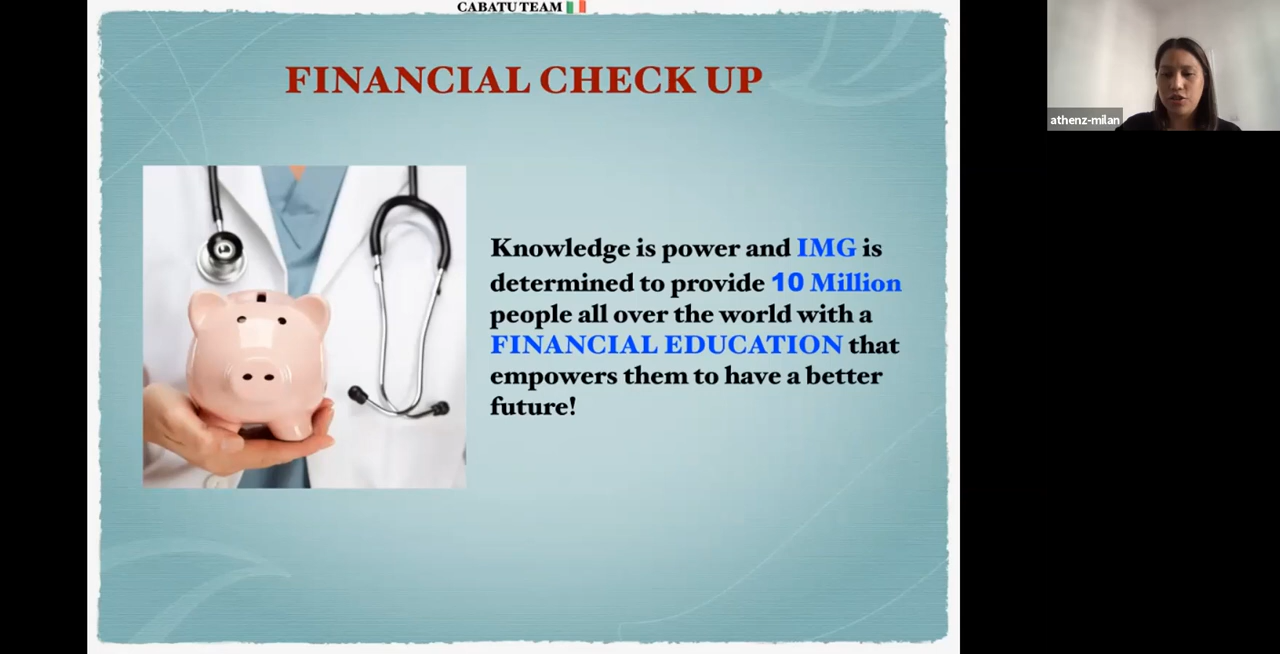 CABATU TEAM 🇮🇪
FINANCIAL CHECK UP
athenz-milan
Knowledge is power and IMG is
determined to provide 10 Million
people all over the world with a
FINANCIAL EDUCATION that
empowers them to have a better
future!